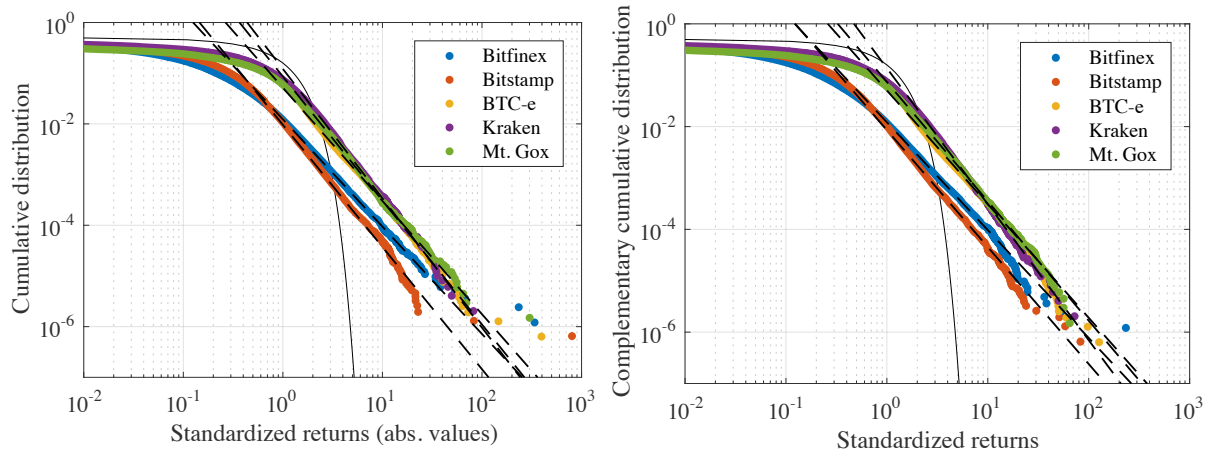 Cumulative distribution
10^0
10^-2
10^-4
10^-6
Bitfinex
Bitstamp
BTC-e
Kraken
Mt. Gox
10^-2
10^-1
10^0
10^1
10^2
10^3
Standardized returns (abs. values)
Complementary cumulative distribution
10^0
10^-2
10^-4
10^-6
Bitfinex
Bitstamp
BTC-e
Kraken
Mt. Gox
10^-2
10^-1
10^0
10^1
10^2
10^3
Standardized returns